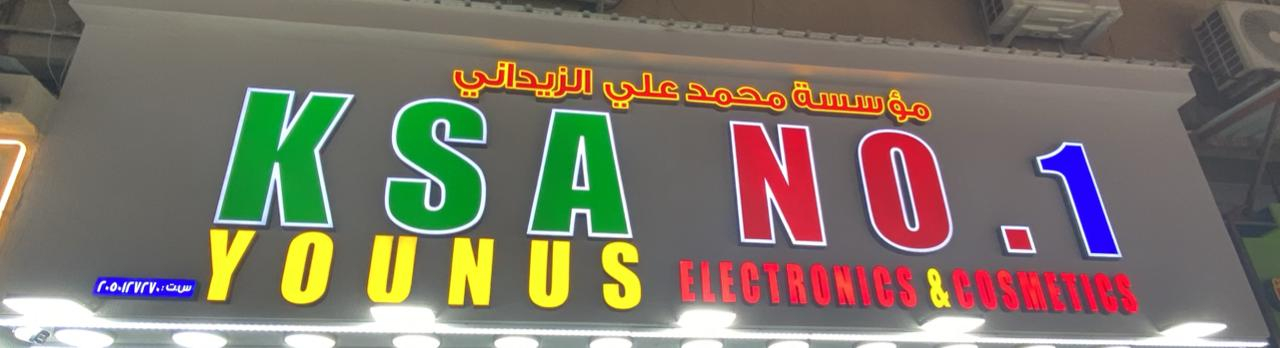 مؤسسة محمد علي الزيداني
KSA NO.1
YOUNUS ELECTRONICS & COSMETICS
س.ت: ٢٠٥٠١٢٧٢٧٠